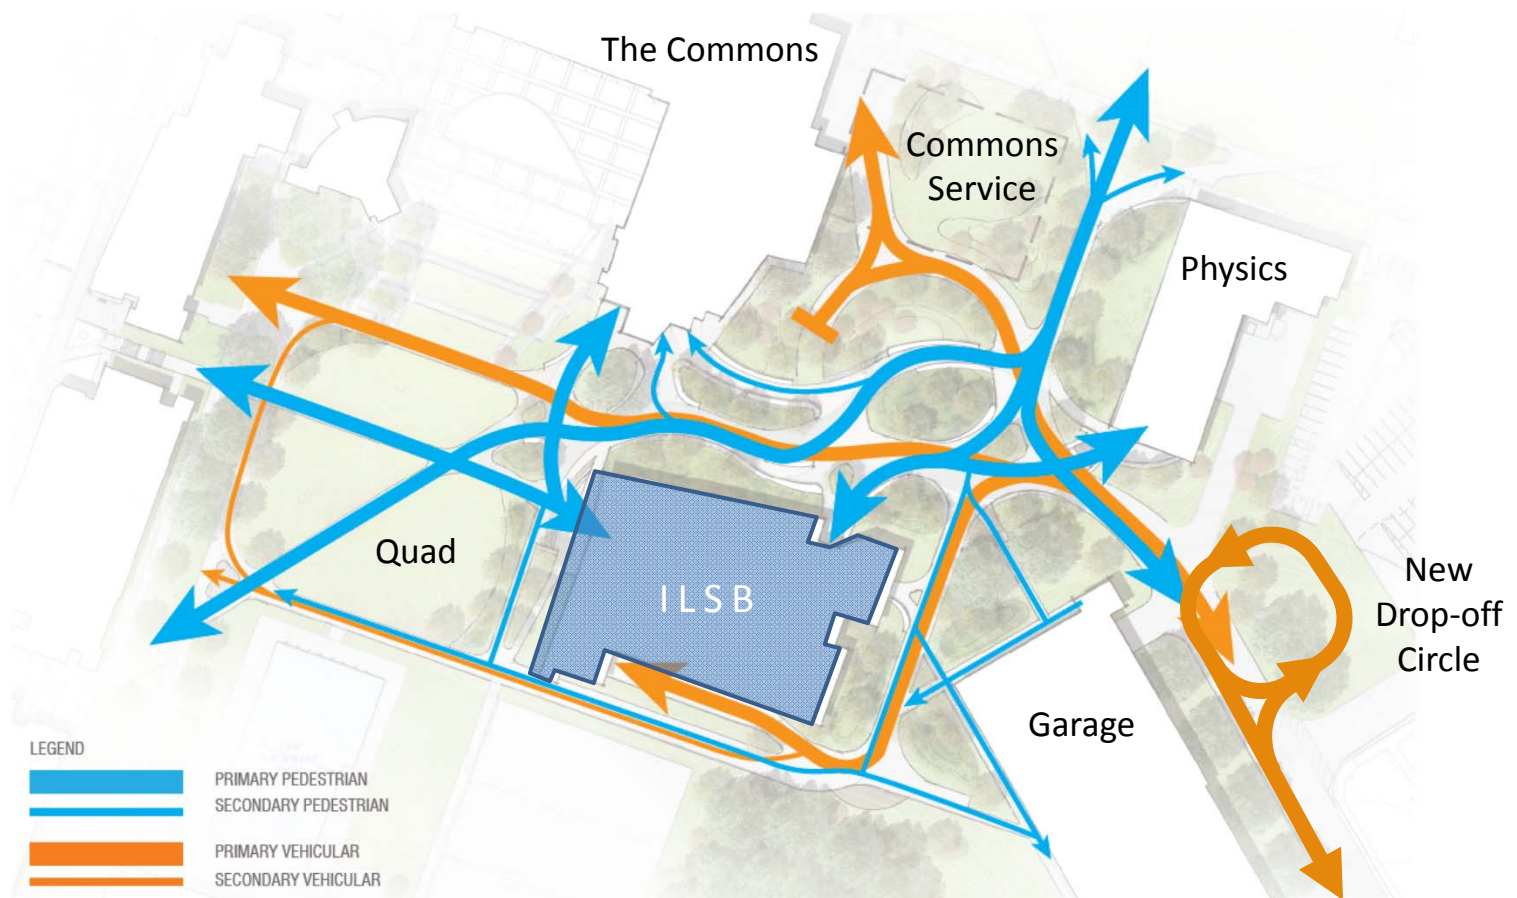 The Commons
Commons
Service
Physics
Quad
ILSB
New
Drop-off
Circle
Garage
LEGEND
PRIMARY PEDESTRIAN
SECONDARY PEDESTRIAN
PRIMARY VEHICULAR
SECONDARY VEHICULAR